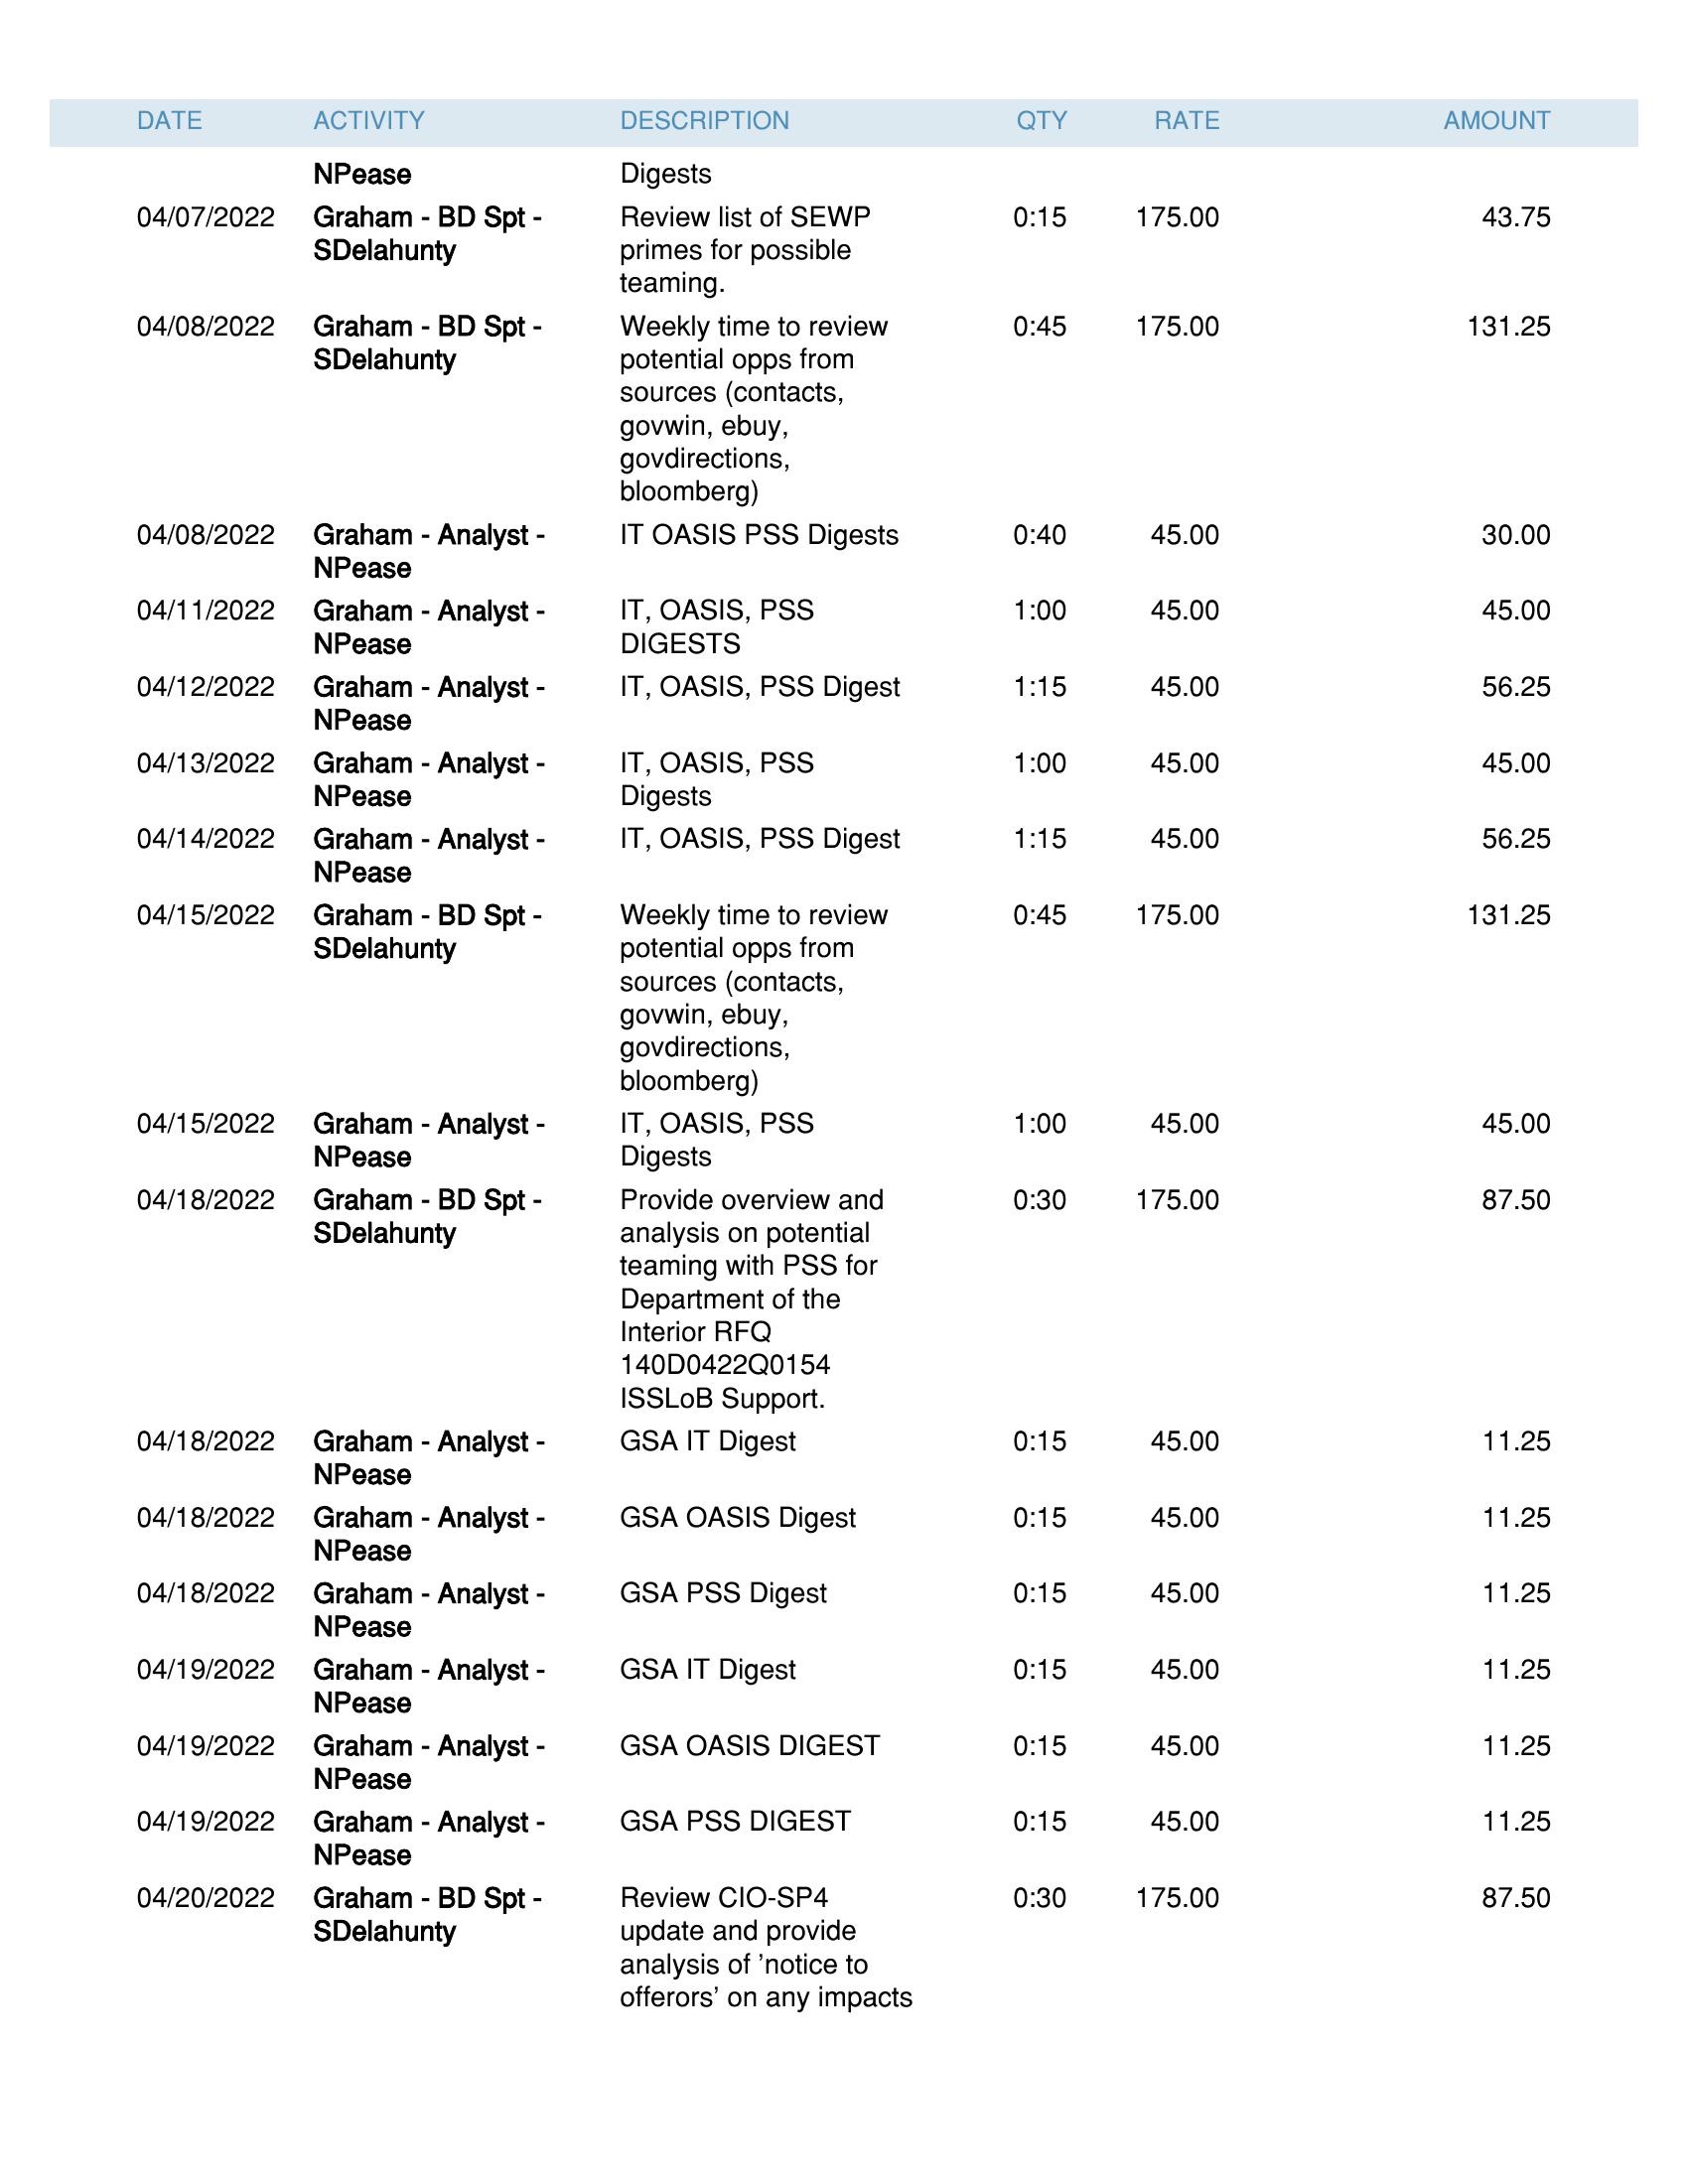 DATE ACTIVITY DESCRIPTION QTY RATE AMOUNT
NPease Digests
04/07/2022 Graham - BD Spt - Review list of SEWP 0:15 175.00 43.75
SDelahunty primes for possible
teaming.
04/08/2022 Graham - BD Spt - Weekly time to review 0:45 175.00 131.25
SDelahunty potential opps from
sources (contacts,
govwin, ebuy,
govdirections,
bloomberg)
04/08/2022 Graham - Analyst - IT OASIS PSS Digests 0:40 45.00 30.00
NPease
04/11/2022 Graham - Analyst - IT, OASIS, PSS 1:00 45.00 45.00
NPease DIGESTS
04/12/2022 Graham - Analyst - IT, OASIS, PSS Digest 1:15 45.00 56.25
NPease
04/13/2022 Graham - Analyst - IT, OASIS, PSS 1:00 45.00 45.00
NPease Digests
04/14/2022 Graham - Analyst - IT, OASIS, PSS Digest 1:15 45.00 56.25
NPease
04/15/2022 Graham - BD Spt - Weekly time to review 0:45 175.00 131.25
SDelahunty potential opps from
sources (contacts,
govwin, ebuy,
govdirections,
bloomberg)
04/15/2022 Graham - Analyst - IT, OASIS, PSS 1:00 45.00 45.00
NPease Digests
04/18/2022 Graham - BD Spt - Provide overview and 0:30 175.00 87.50
SDelahunty analysis on potential
teaming with PSS for
Department of the
Interior RFQ
140D0422Q0154
ISSLoB Support.
04/18/2022 Graham - Analyst - GSA IT Digest 0:15 45.00 11.25
NPease
04/18/2022 Graham - Analyst - GSA OASIS Digest 0:15 45.00 11.25
NPease
04/18/2022 Graham - Analyst - GSA PSS Digest 0:15 45.00 11.25
NPease
04/19/2022 Graham - Analyst - GSA IT Digest 0:15 45.00 11.25
NPease
04/19/2022 Graham - Analyst - GSA OASIS DIGEST 0:15 45.00 11.25
NPease
04/19/2022 Graham - Analyst - GSA PSS DIGEST 0:15 45.00 11.25
NPease
04/20/2022 Graham - BD Spt - Review CIO-SP4 0:30 175.00 87.50
SDelahunty update and provide
analysis of ’notice to
offerors’ on any impacts